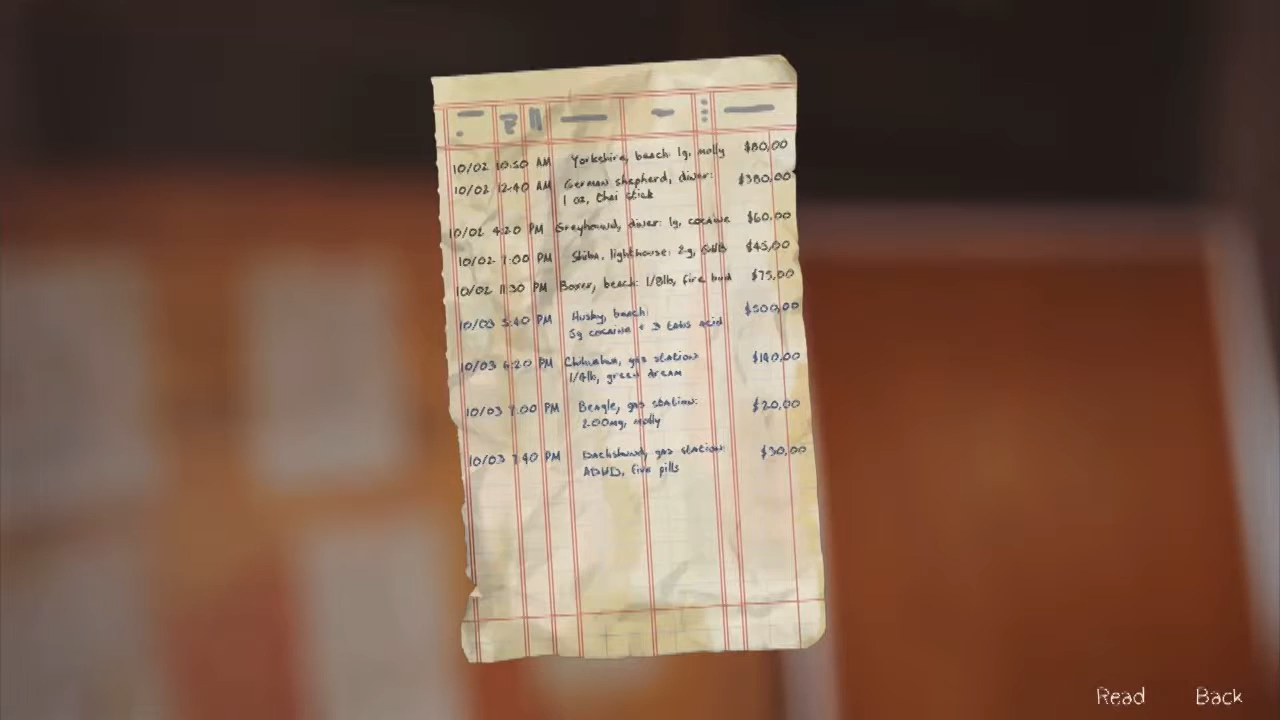 10/02 10:50 AM Yorkshire, beach: 1g, molly $80,00
10/02 12:40 AM German shepherd, diner: $380,00
1 oz, thai stick
10/02 4:20 PM Greyhound, diner: 1g, cocaine $60,00
10/02 1:00 PM Shiba, lighthouse: 2g, GHB $45,00
10/02 11:30 PM Boxer, beach: 1/8lb, fire bud $75,00
10/03 5:40 PM Husby, beach: $500,00
5g cocaine + 3 tabs acid
10/03 6:20 PM Chihuahua, gas station: $140,00
1/4lb, green dream
10/03 7:00 PM Beagle, gas station: $20,00
200mg, molly
10/03 7:40 PM Dachshund, gas station: $30,00
ADHD, five pills
Read Back